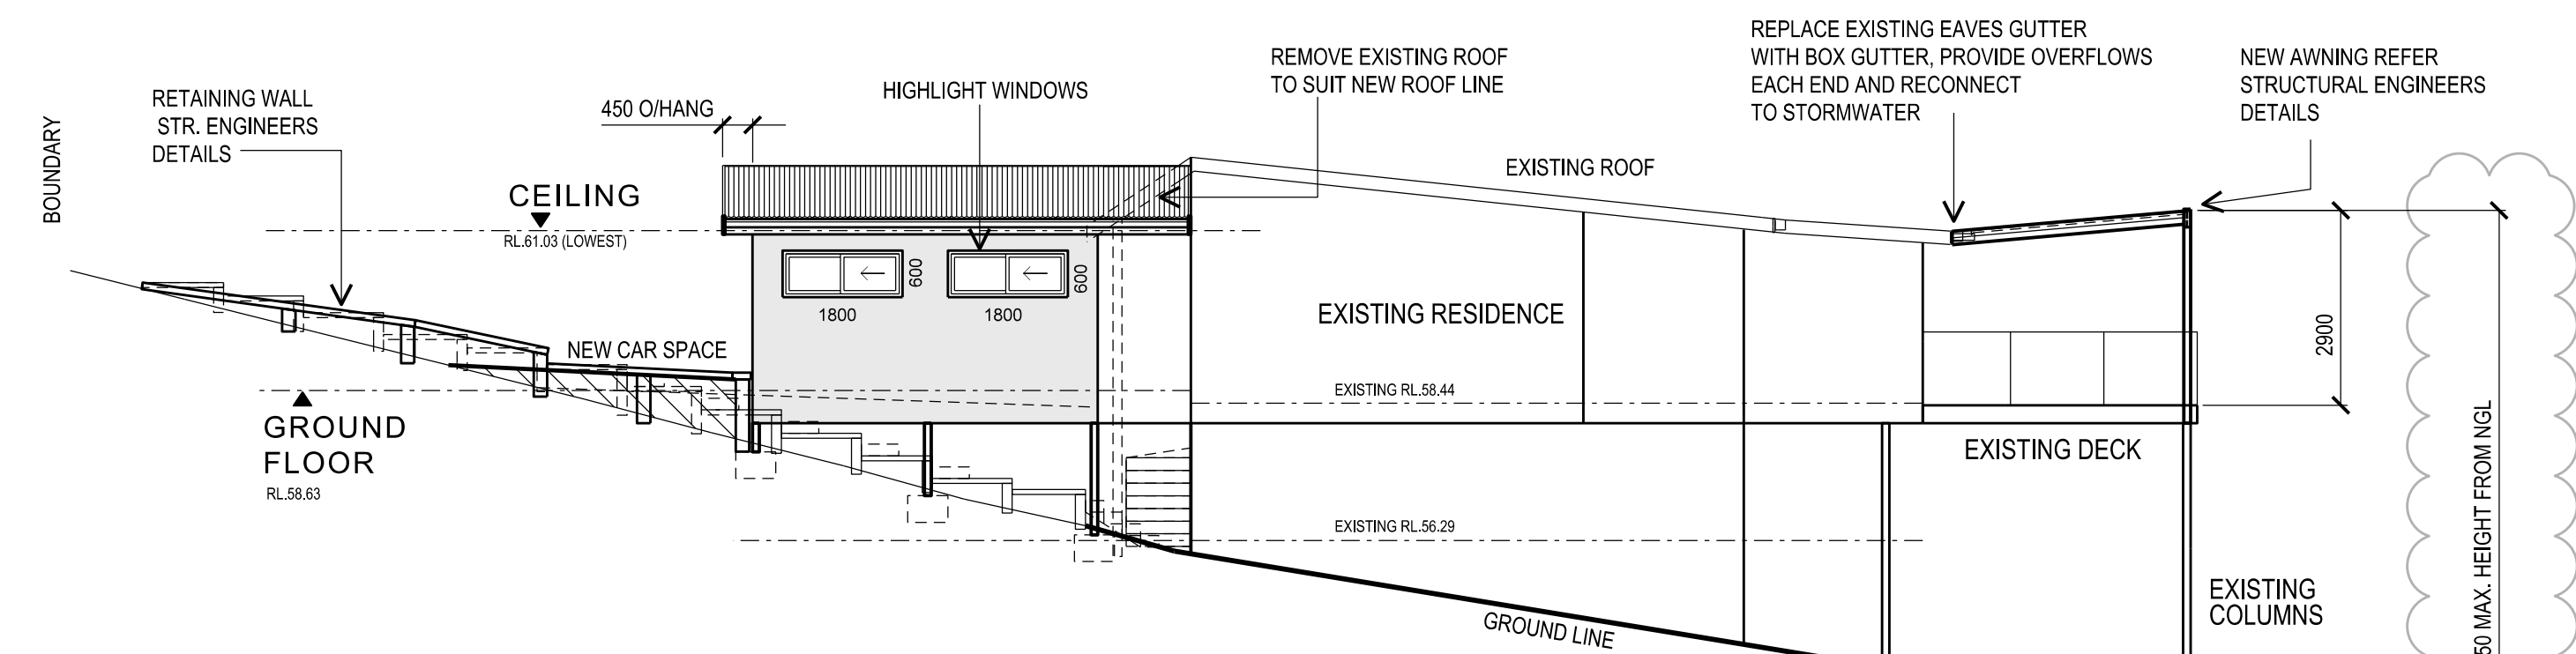 BOUNDARY
RETAINING WALL
STR. ENGINEERS
DETAILS
450 O/HANG
HIGHLIGHT WINDOWS
REMOVE EXISTING ROOF
TO SUIT NEW ROOF LINE
REPLACE EXISTING EAVES GUTTER
WITH BOX GUTTER, PROVIDE OVERFLOWS
EACH END AND RECONNECT
TO STORMWATER
NEW AWNING REFER
STRUCTURAL ENGINEERS
DETAILS
CEILING
RL.61.03 (LOWEST)
EXISTING ROOF
600
1800
600
1800
EXISTING RESIDENCE
NEW CAR SPACE
2900
EXISTING RL.58.44
GROUND
FLOOR
RL.58.63
EXISTING DECK
EXISTING RL.56.29
GROUND LINE
EXISTING
COLUMNS
50 MAX. HEIGHT FROM NGL